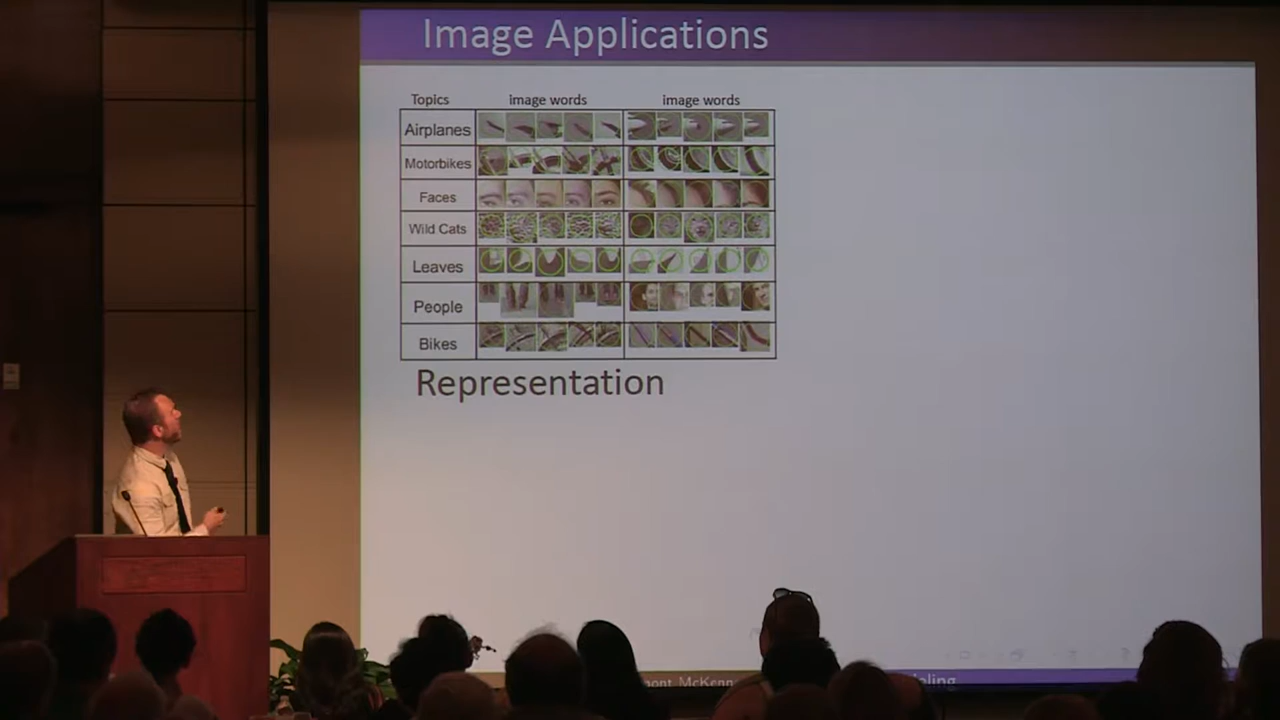 Image Applications
Topics image words image words
Airplanes
Motorbikes
Faces
Wild Cats
Leaves
People
Bikes
Representation